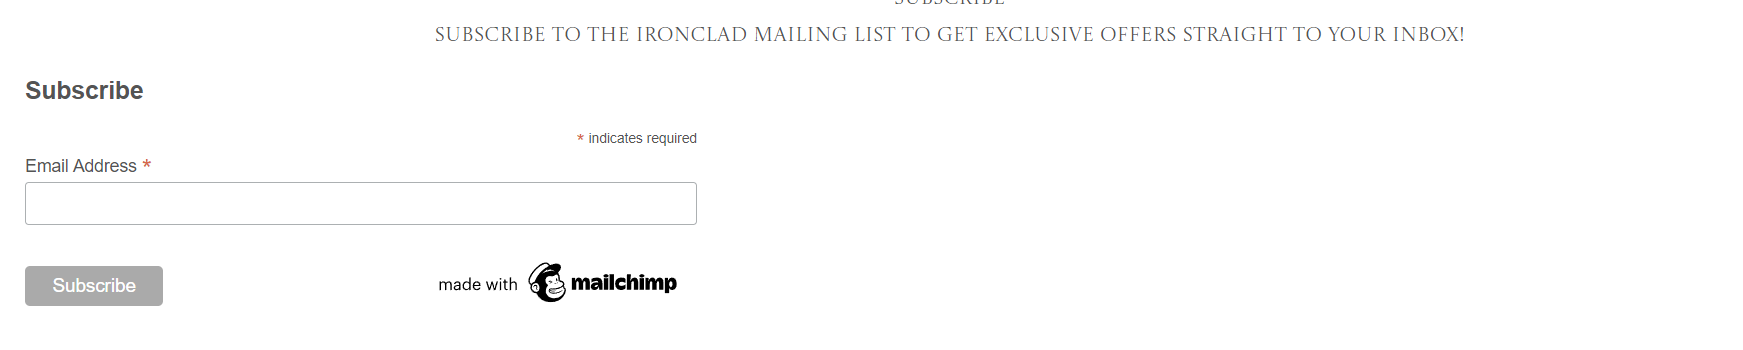 SUBSCRIBE
SUBSCRIBE TO THE IRONCLAD MAILING LIST TO GET EXCLUSIVE OFFERS STRAIGHT TO YOUR INBOX!
Subscribe
* indicates required
Email Address *
Subscribe
made with mailchimp